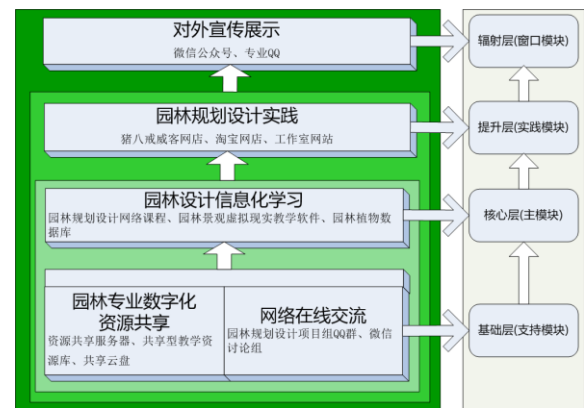 对外宣传展示
微信公众号、专业QQ
辐射层(窗口模块)
园林规划设计实践
猪八戒威客网店、淘宝网店、工作室网站
提升层(实践模块)
园林设计信息化学习
园林规划设计网络课程、园林景观虚拟现实教学软件、园林植物数
据库
核心层(主模块)
园林专业数字化
资源共享
资源共享服务器、共享型教学资
源库、共享云盘
网络在线交流
园林规划设计项目组QQ群、微信
讨论组
基础层(支持模块)